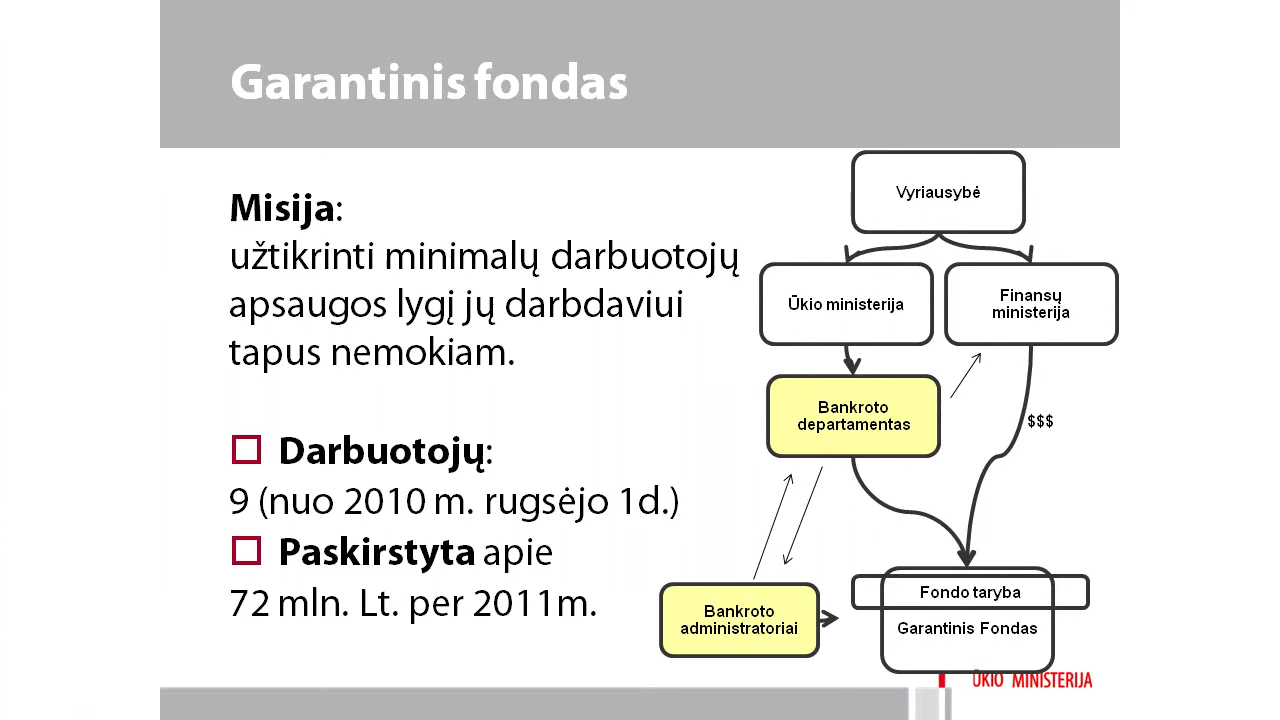 Garantinis fondas
Misija:
užtikrinti minimalų darbuotojų
apsaugos lygį jų darbdaviui
tapus nemokiam.
Darbuotojų:
9 (nuo 2010 m. rugsėjo 1d.)
Paskirstyta apie
72 mln. Lt. per 2011m.
Vyriausybė
Ūkio ministerija
Finansų
ministerija
Bankroto
departamentas
$$$
Bankroto
administratoriai
Fondo taryba
Garantinis Fondas
ŪKIO MINISTERIJA